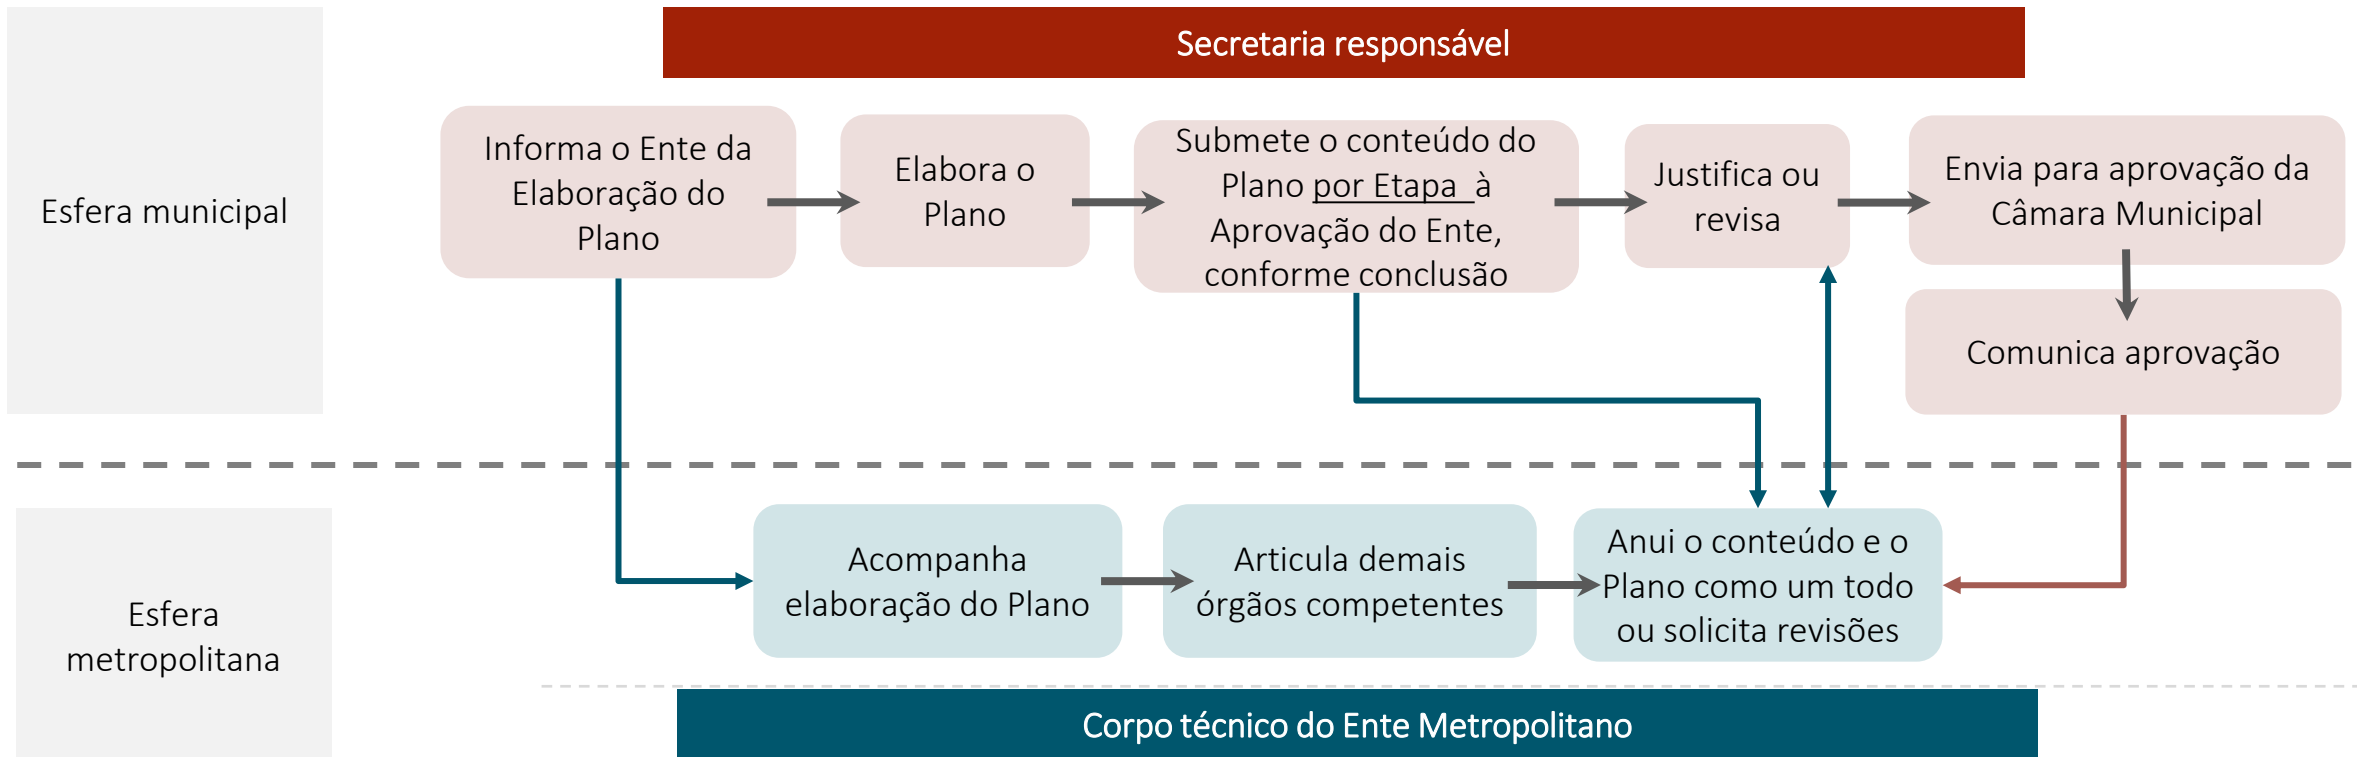 Secretaria responsável
Esfera municipal
Informa o Ente da
Elaboração do
Plano
Elabora o
Plano
Submete o conteúdo do
Plano por Etapa à
Aprovação do Ente,
conforme conclusão
Justifica ou
revisa
Envia para aprovação da
Câmara Municipal
Comunica aprovação
Esfera
metropolitana
Acompanha
elaboração do Plano
Articula demais
órgãos competentes
Anui o conteúdo e o
Plano como um todo
ou solicita revisões
Corpo técnico do Ente Metropolitano